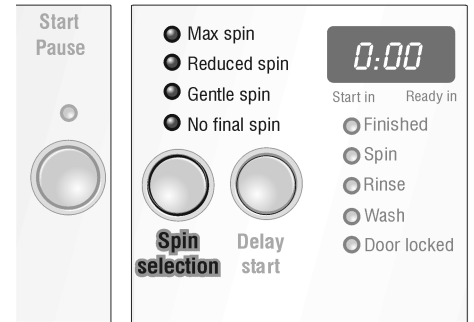 Start
Pause
Max spin
Reduced spin
Gentle spin
No final spin
Spin
selection
Delay
start
0:00
Start in
Ready in
Finished
Spin
Rinse
Wash
Door locked